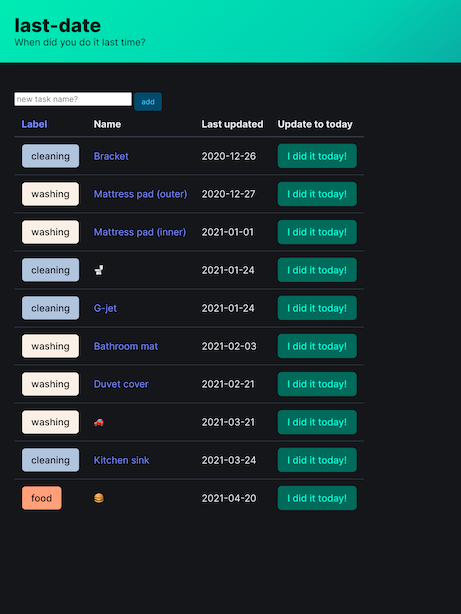 last-date
When did you do it last time?
new task name? add
Label Name Last updated Update to today
cleaning Bracket 2020-12-26 I did it today!
washing Mattress pad (outer) 2020-12-27 I did it today!
washing Mattress pad (inner) 2021-01-01 I did it today!
cleaning 🚽 2021-01-24 I did it today!
cleaning G-jet 2021-01-24 I did it today!
washing Bathroom mat 2021-02-03 I did it today!
washing Duvet cover 2021-02-21 I did it today!
washing 🚗 2021-03-21 I did it today!
cleaning Kitchen sink 2021-03-24 I did it today!
food 🍔 2021-04-20 I did it today!